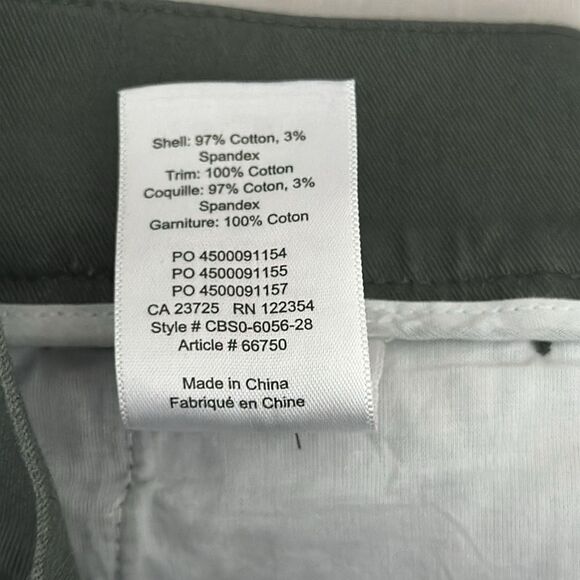 Shell: 97% Cotton, 3%
Spandex
Trim: 100% Cotton
Coquille: 97% Coton, 3%
Spandex
Garniture: 100% Coton
PO 4500091154
PO 4500091155
PO 4500091157
CA 23725 RN 122354
Style # CBS0-6056-28
Article # 66750
Made in China
Fabriqué en Chine